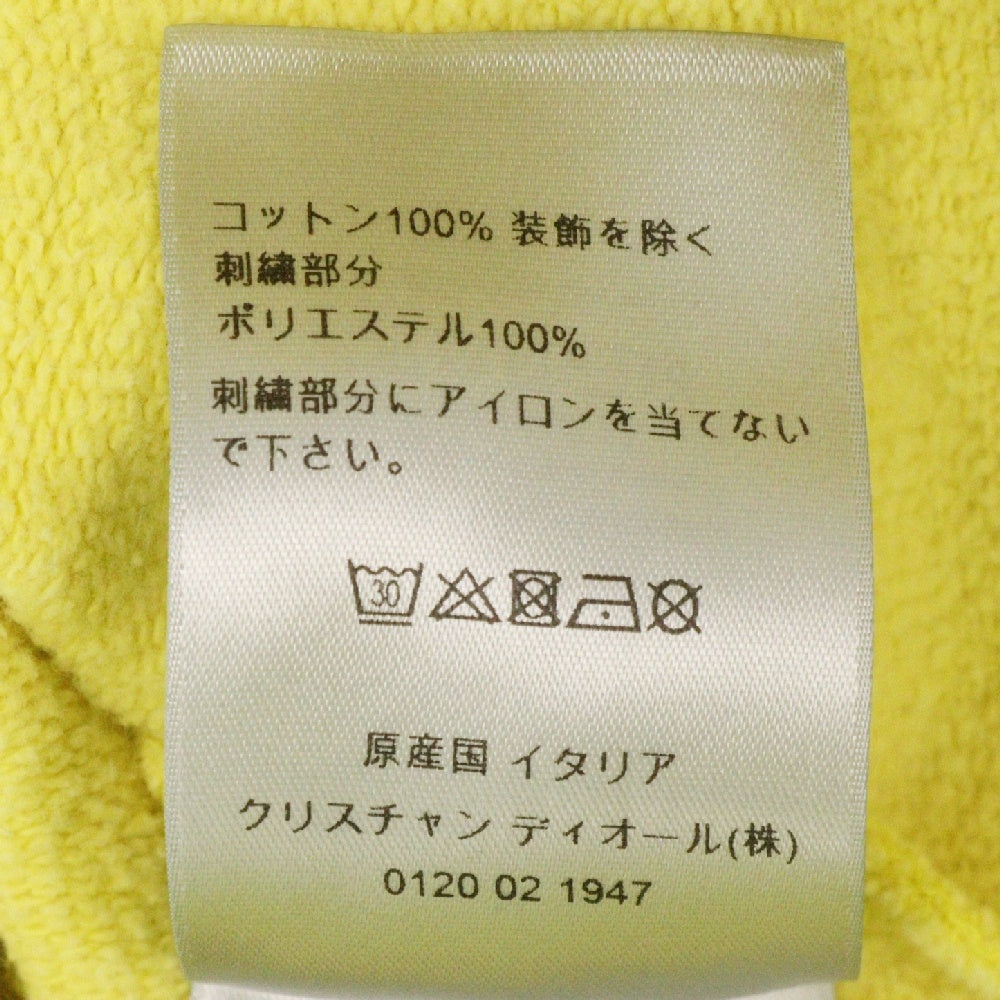 コットン100% 装飾を除く
刺繍部分
ポリエステル100%
刺繍部分にアイロンを当てない
で下さい。
30
原産国 イタリア
クリスチャン ディオール(株)
0120 02 1947